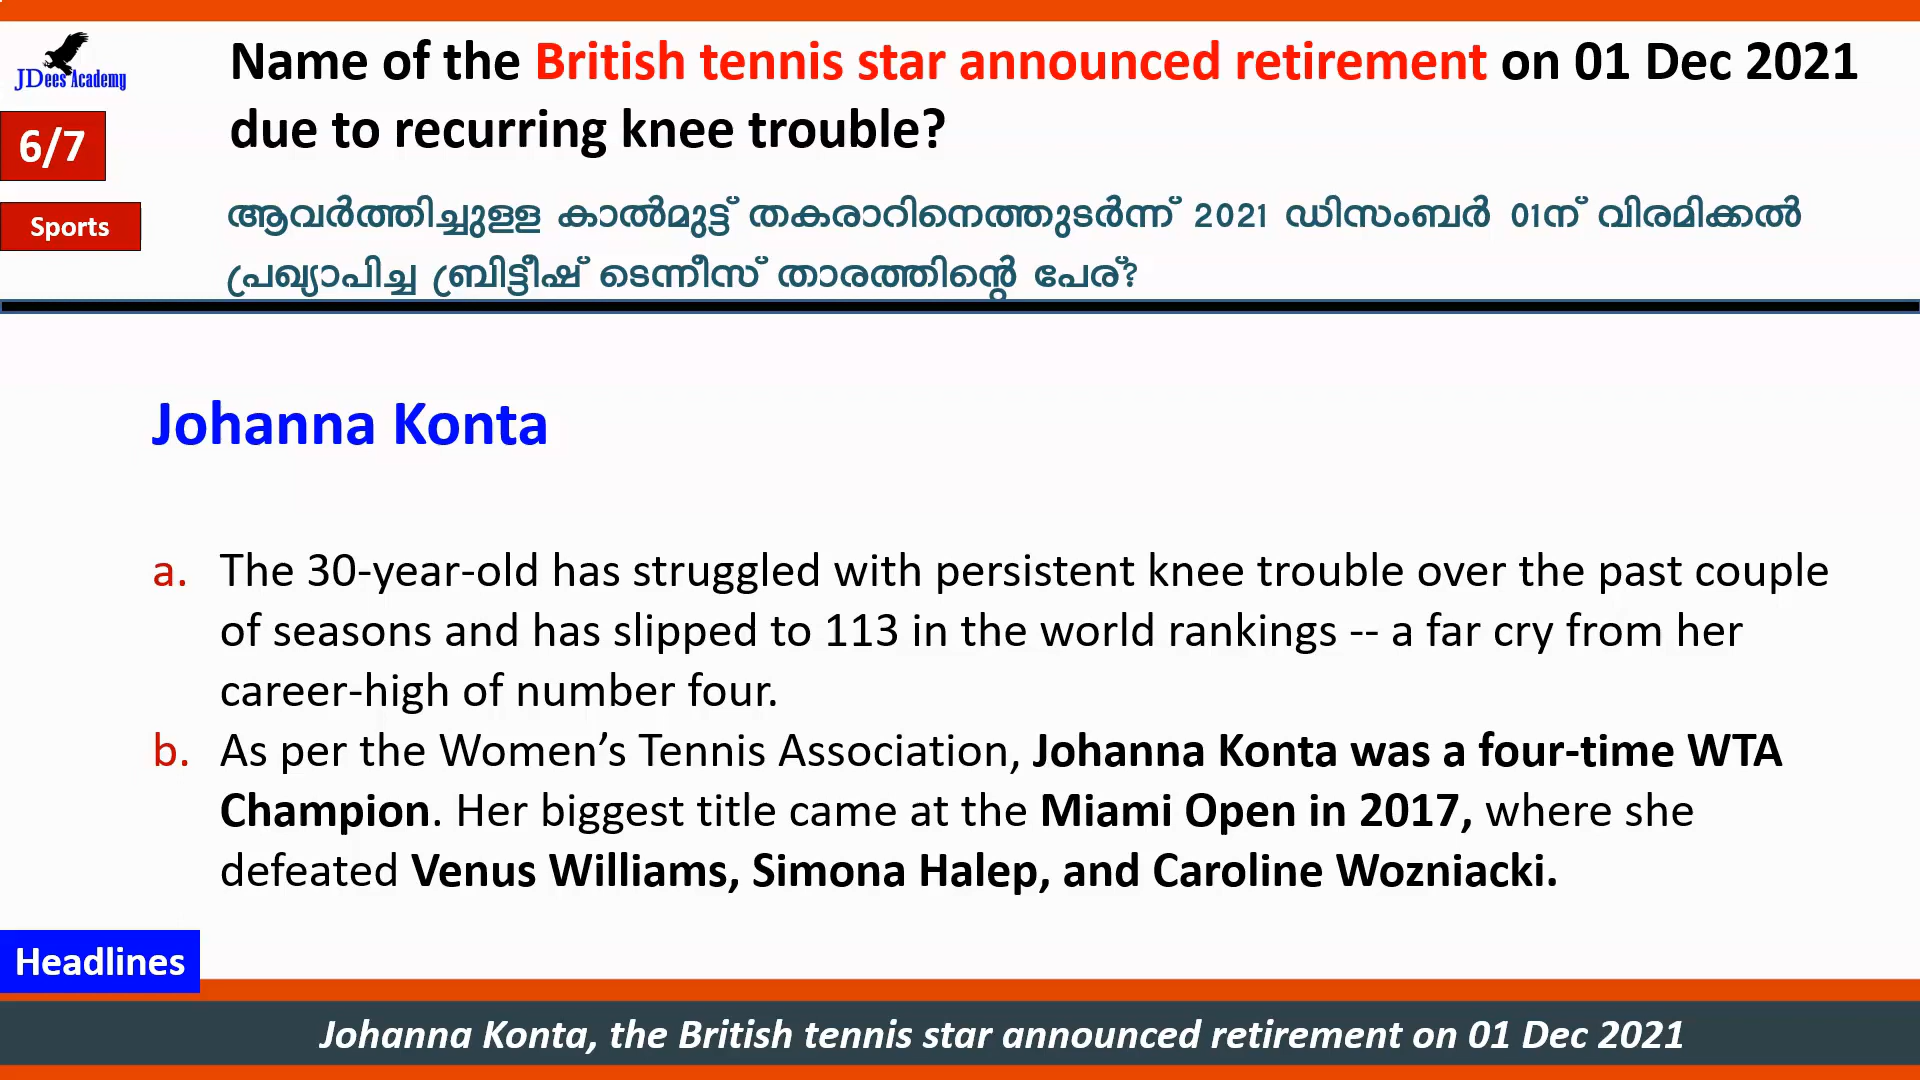 JDees Academy
Name of the British tennis star announced retirement on 01 Dec 2021
due to recurring knee trouble?
6/7
Sports
ആവർത്തിച്ചുള്ള കാൽമുട്ട് തകരാറിനെത്തുടർന്ന് 2021 ഡിസംബർ 01ന് വിരമിക്കൽ
പ്രഖ്യാപിച്ച ബ്രിട്ടീഷ് ടെന്നീസ് താരത്തിന്റെ പേര്?
Johanna Konta
a. The 30-year-old has struggled with persistent knee trouble over the past couple
of seasons and has slipped to 113 in the world rankings -- a far cry from her
career-high of number four.
b. As per the Women’s Tennis Association, Johanna Konta was a four-time WTA
Champion. Her biggest title came at the Miami Open in 2017, where she
defeated Venus Williams, Simona Halep, and Caroline Wozniacki.
Headlines
Johanna Konta, the British tennis star announced retirement on 01 Dec 2021